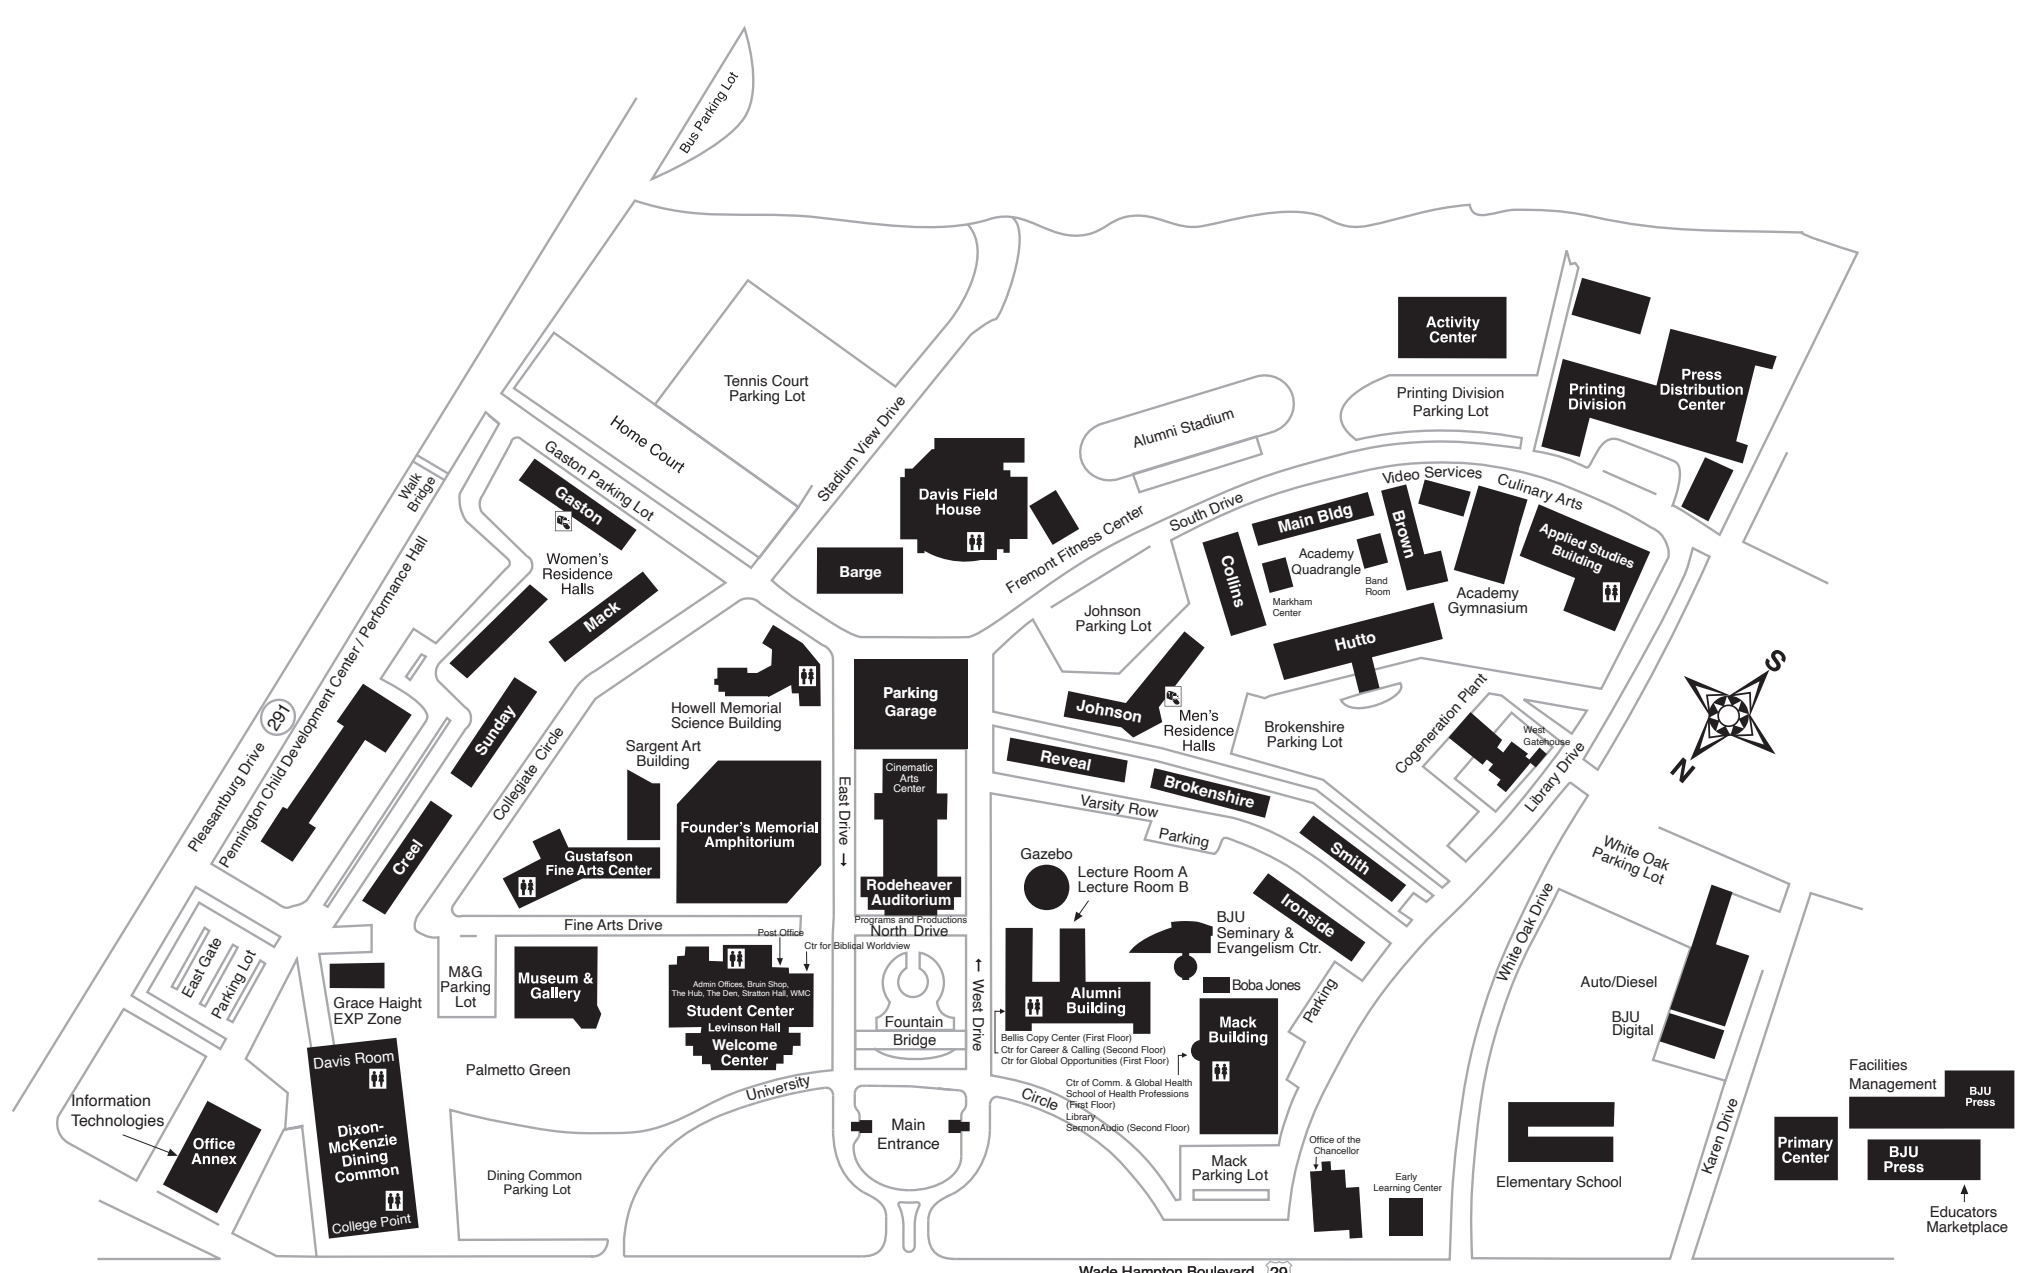 Bus Parking Lot
Tennis Court
Parking Lot
Home Court
Stadium View Drive
Gaston Parking Lot
Gaston
Walk
Bridge
Women's
Residence
Halls
Mack
Davis Field
House
Barge
Fremont Fitness Center
Alumni Stadium
South Drive
Activity
Center
Printing Division
Parking Lot
Printing
Division
Press
Distribution
Center
Video Services
Culinary Arts
Main Bldg
Brown
Collins
Academy
Quadrangle
Band
Room
Markham
Center
Academy
Gymnasium
Applied Studies
Building
Hutto
Johnson
Parking Lot
Johnson
Men's
Residence
Halls
Brokenshire
Parking Lot
Cogeneration Plant
West
Gatehouse
Library Drive
S
N
Pleasantburg Drive
291
Pennington Child Development Center / Performance Hall
Sunday
Creel
Collegiate Circle
Howell Memorial
Science Building
Sargent Art
Building
Parking
Garage
Cinematic
Arts
Center
East Drive
Founder's Memorial
Amphitorium
Gustafson
Fine Arts Center
Rodeheaver
Auditorium
Programs and Productions
North Drive
Fine Arts Drive
Reveal
Brokenshire
Varsity Row
Parking
Smith
Ironside
Gazebo
Lecture Room A
Lecture Room B
BJU
Seminary &
Evangelism Ctr.
Boba Jones
Parking
White Oak
Parking Lot
White Oak Drive
Auto/Diesel
BJU
Digital
East Gate
Parking Lot
Grace Haight
EXP Zone
M&G
Parking
Lot
Museum &
Gallery
Post Office
Ctr for Biblical Worldview
Admin Offices, Bruin Shop,
The Hub, The Den, Stratton Hall, WMC
Student Center
Levinson Hall
Welcome
Center
Fountain
Bridge
West Drive
Alumni
Building
Bellis Copy Center (First Floor)
Ctr for Career & Calling (Second Floor)
Ctr for Global Opportunities (First Floor)
Mack
Building
Ctr of Comm. & Global Health
School of Health Professions
(First Floor)
Library
SermonAudio (Second Floor)
Palmetto Green
University
Circle
Main
Entrance
Information
Technologies
Office
Annex
Davis Room
Dixon-
McKenzie
Dining
Common
College Point
Dining Common
Parking Lot
Mack
Parking Lot
Office of the
Chancellor
Early
Learning Center
Elementary School
Karen Drive
Facilities
Management
BJU
Press
Primary
Center
BJU
Press
Educators
Marketplace
Wade Hampton Boulevard 29